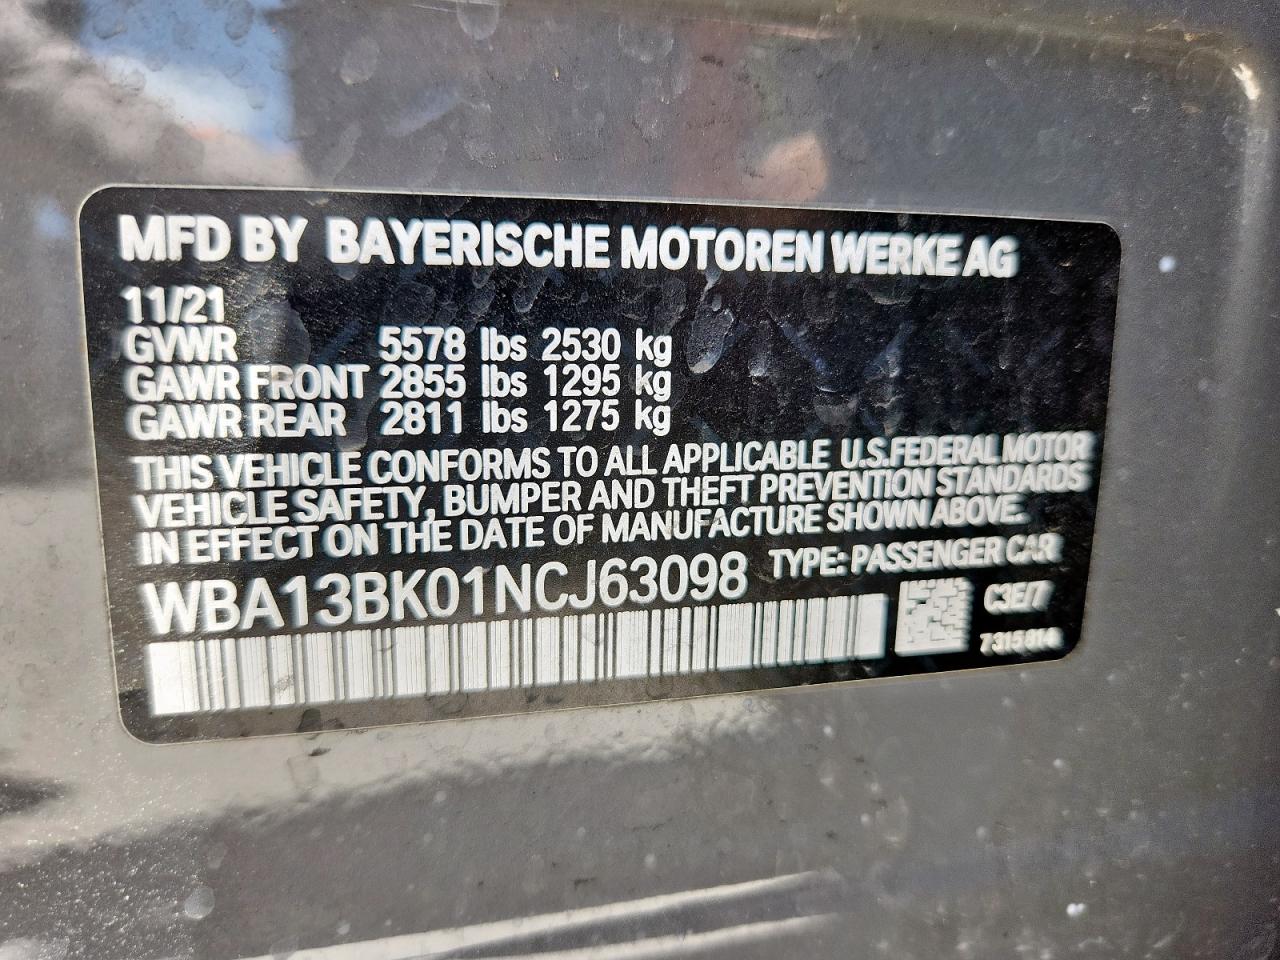 MFD BY BAYERISCHE MOTOREN WERKE AG
11/21
GVWR 5578 lbs 2530 kg
GAWR FRONT 2855 lbs 1295 kg
GAWR REAR 2811 lbs 1275 kg
THIS VEHICLE CONFORMS TO ALL APPLICABLE U.S.FEDERAL MOTOR
VEHICLE SAFETY, BUMPER AND THEFT PREVENTION STANDARDS
IN EFFECT ON THE DATE OF MANUFACTURE SHOWN ABOVE.
WBA13BK01NCJ63098 TYPE: PASSENGER CAR
C3E/7
7315814